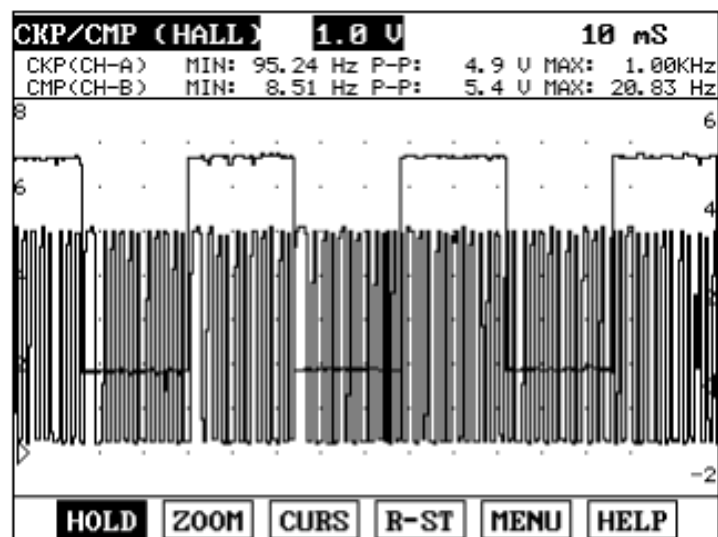 CKP/CMP (HALL) 1.0 V 10 mS
CKP(CH-A) MIN: 95.24 Hz P-P: 4.9 V MAX: 1.00KHz
CMP(CH-B) MIN: 8.51 Hz P-P: 5.4 V MAX: 20.83 Hz
8 6
6 4
-2
HOLD ZOOM CURS R-ST MENU HELP